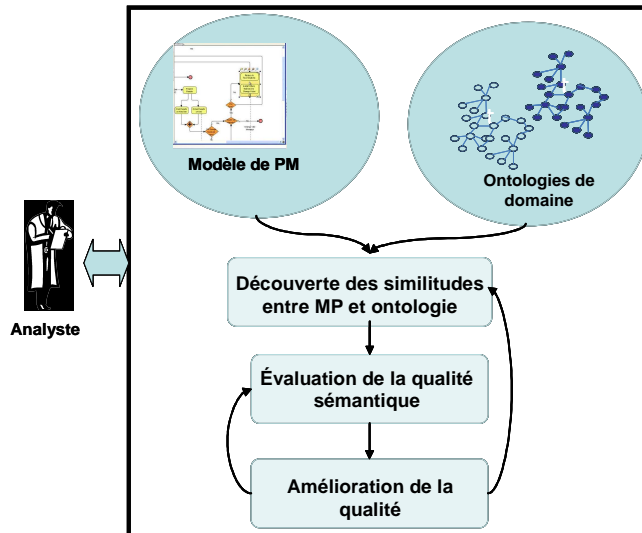 Modèle de PM
Ontologies de
domaine
Analyste
Découverte des similitudes
entre MP et ontologie
Évaluation de la qualité
sémantique
Amélioration de la
qualité